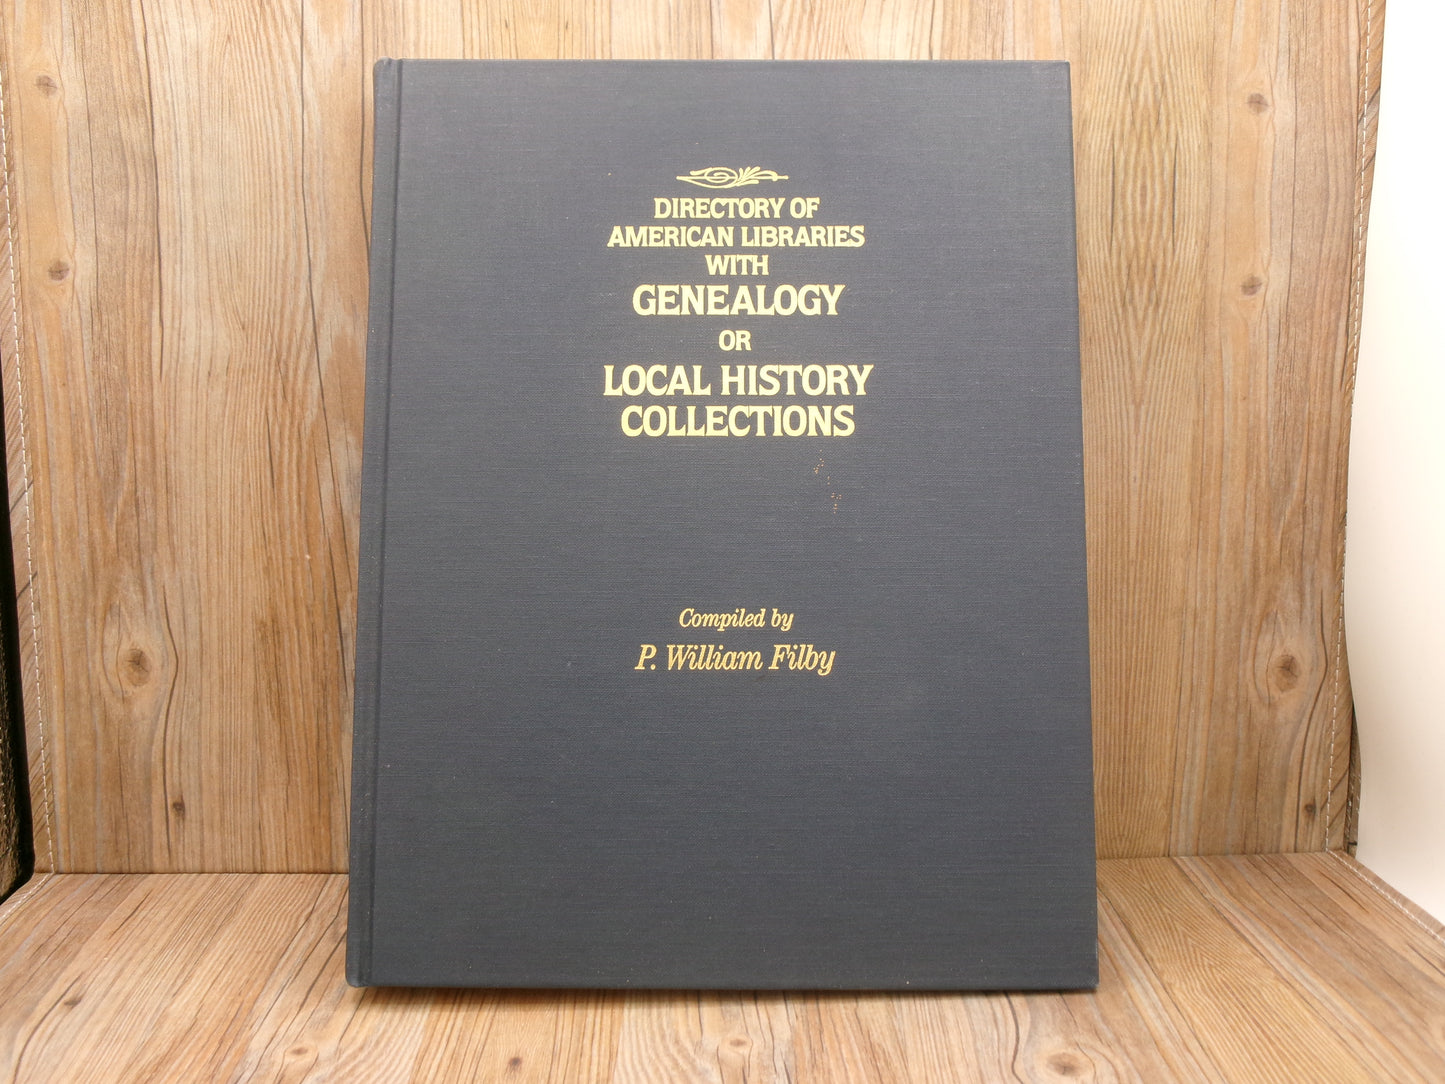 DIRECTORY OF
AMERICAN LIBRARIES
WITH
GENEALOGY
OR
LOCAL HISTORY
COLLECTIONS
Compiled by
P. William Filby